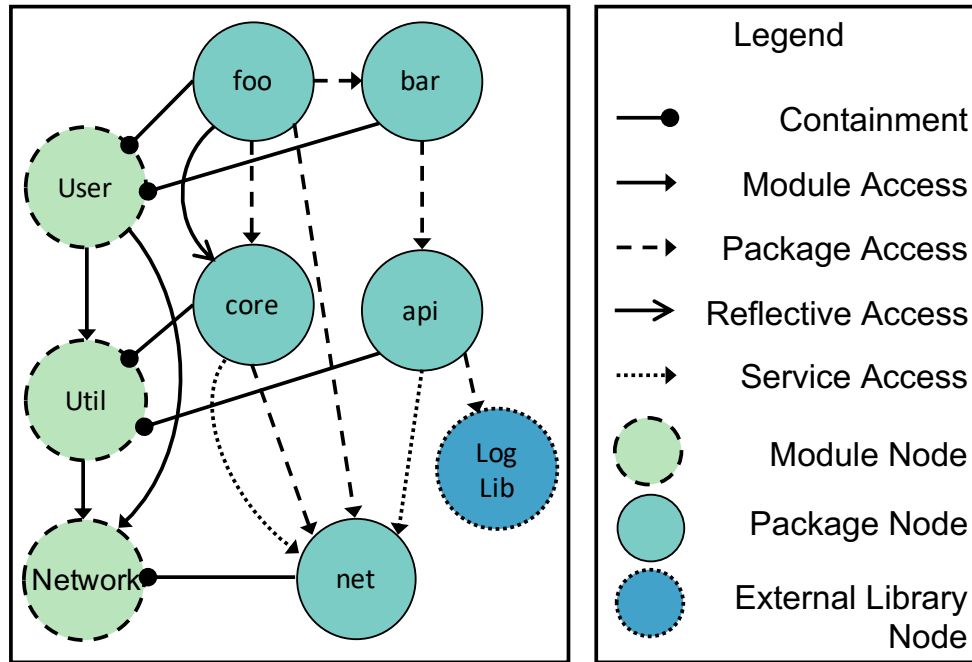 foo
bar
User
core
api
Util
Log
Lib
Network
net
Legend
Containment
Module Access
Package Access
Reflective Access
Service Access
Module Node
Package Node
External Library
Node